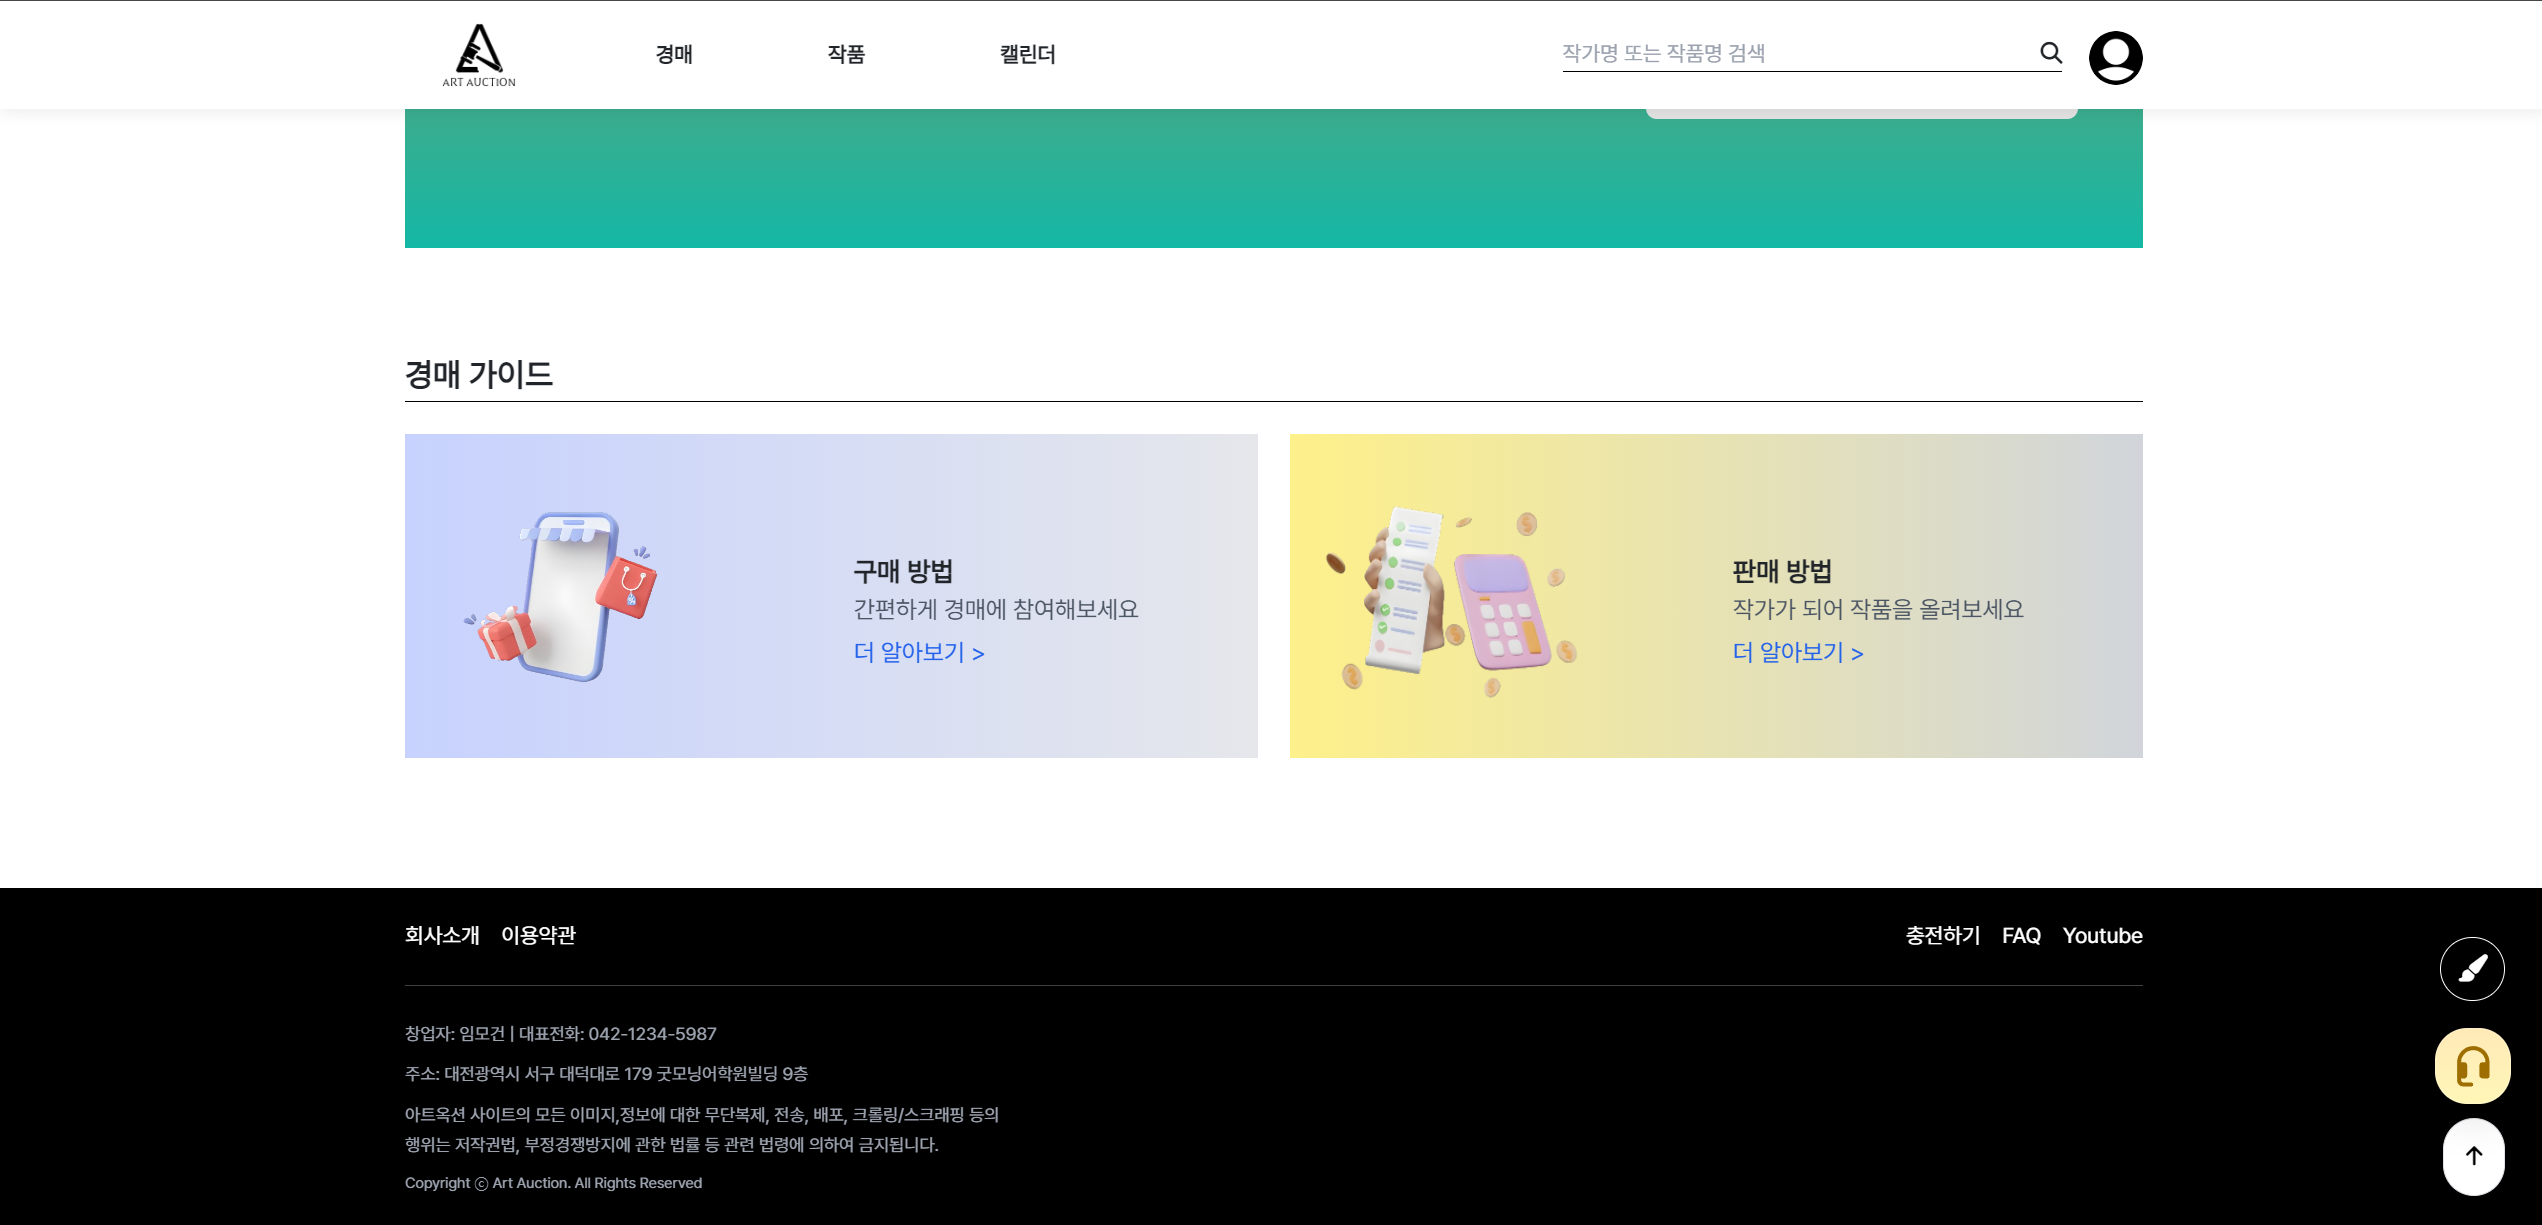 ART AUCTION
경매 작품 캘린더
작가명 또는 작품명 검색
경매 가이드
구매 방법
간편하게 경매에 참여해보세요
더 알아보기 >
판매 방법
작가가 되어 작품을 올려보세요
더 알아보기 >
회사소개 이용약관
충전하기 FAQ Youtube
창업자: 임모건 | 대표전화: 042-1234-5987
주소: 대전광역시 서구 대덕대로 179 굿모닝어학원빌딩 9층
아트옥션 사이트의 모든 이미지,정보에 대한 무단복제, 전송, 배포, 크롤링/스크래핑 등의
행위는 저작권법, 부정경쟁방지에 관한 법률 등 관련 법령에 의하여 금지됩니다.
Copyright ⓒ Art Auction. All Rights Reserved